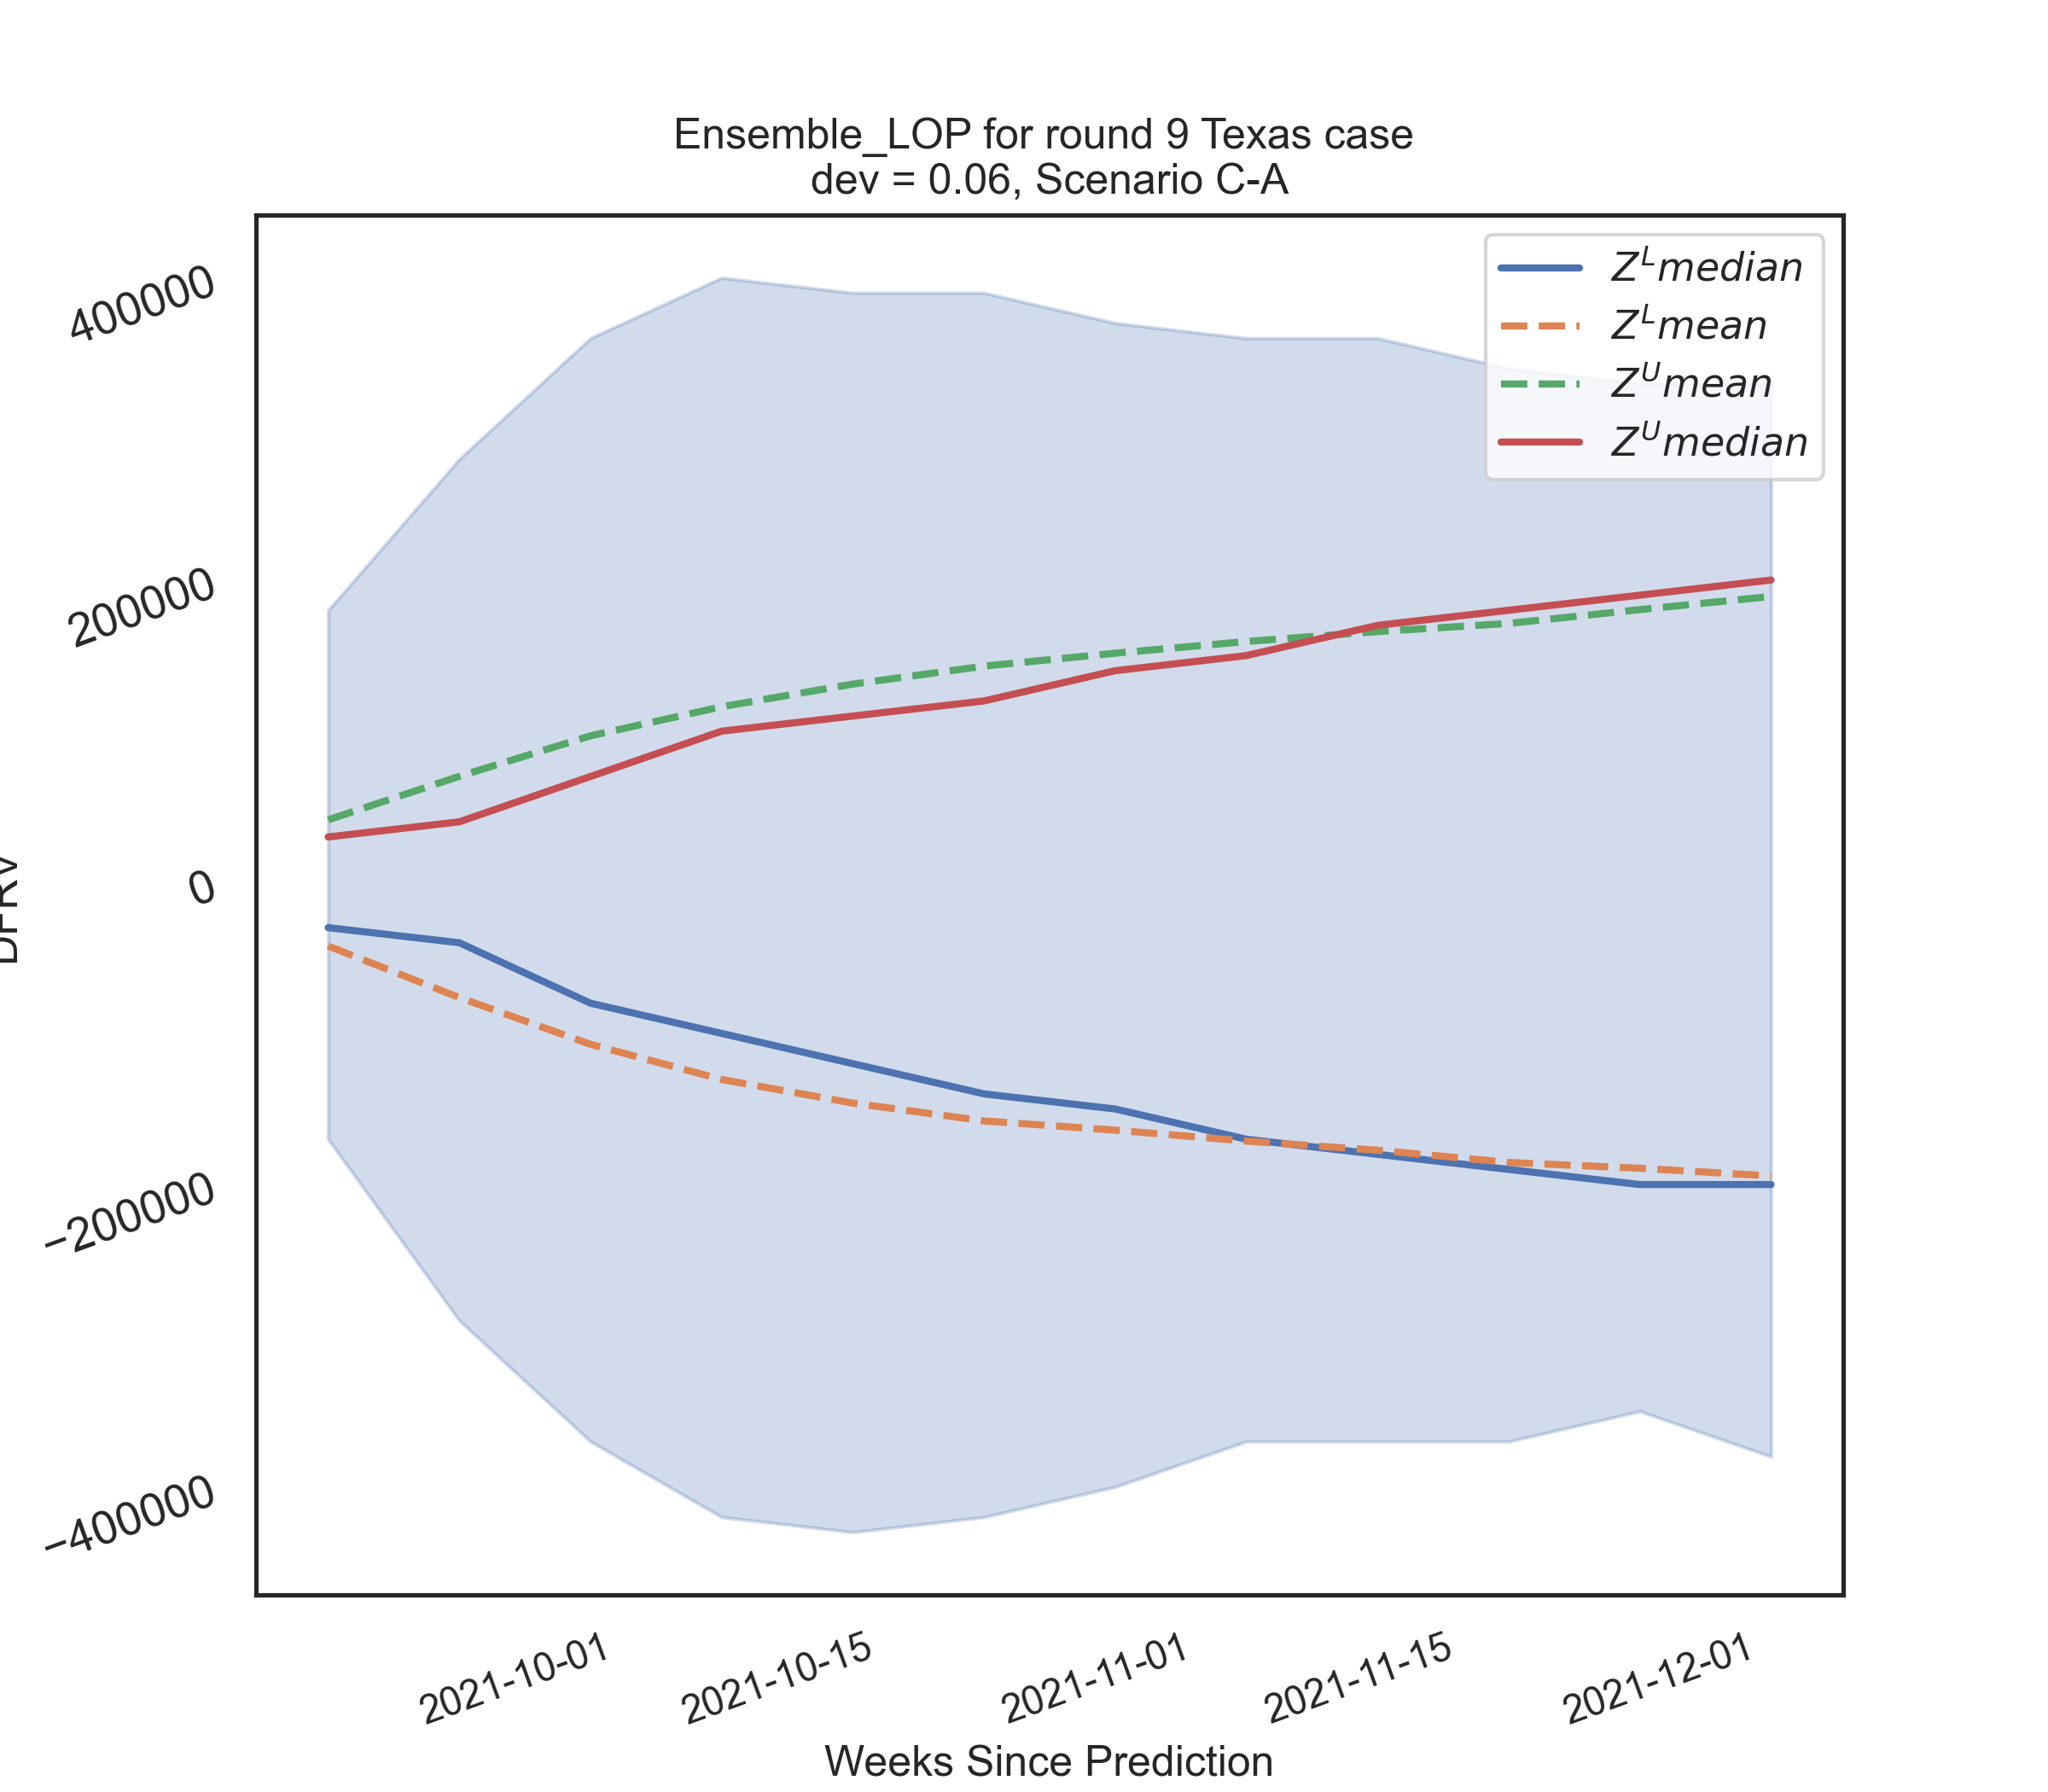 Ensemble_LOP for round 9 Texas case
dev = 0.06, Scenario C-A
Z^L median
Z^L mean
Z^U mean
Z^U median
400000
200000
0
−200000
−400000
2021-10-01
2021-10-15
2021-11-01
2021-11-15
2021-12-01
Weeks Since Prediction